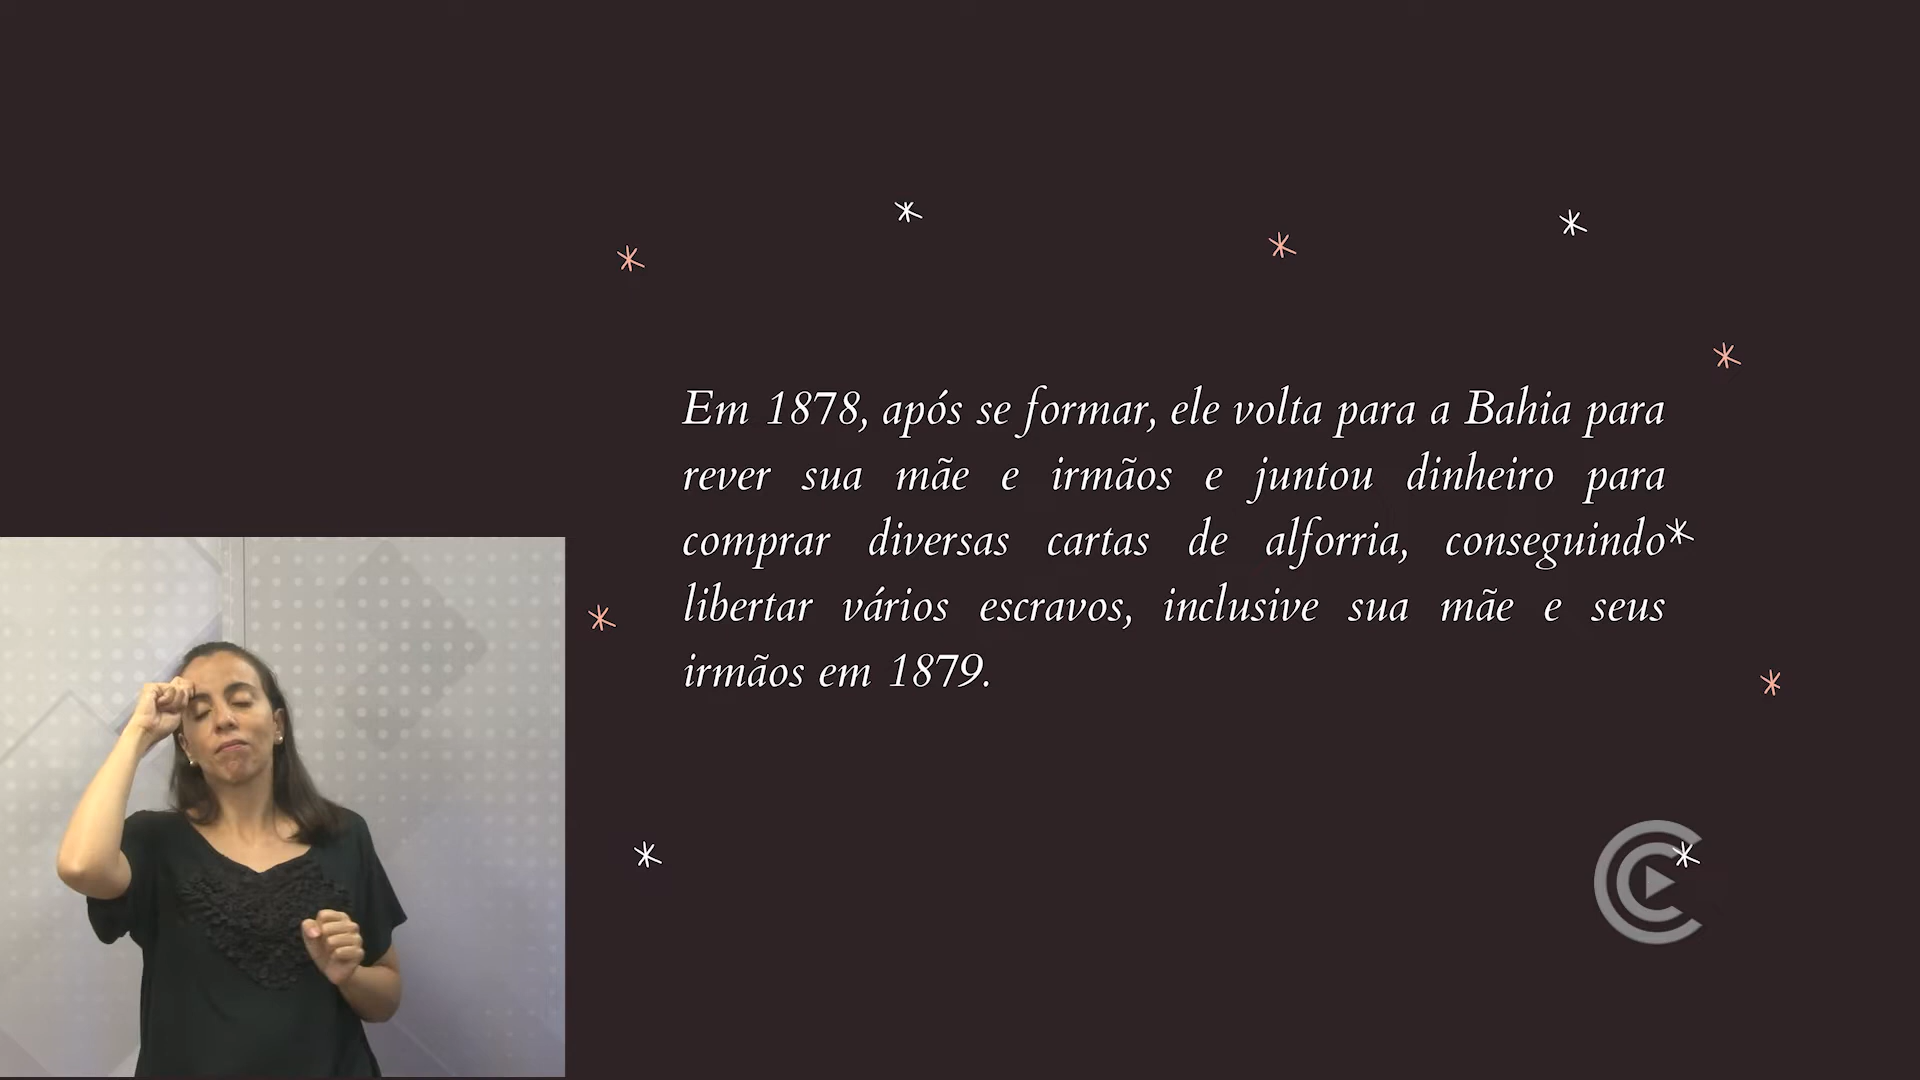 Em 1878, após se formar, ele volta para a Bahia para
rever sua mãe e irmãos e juntou dinheiro para
comprar diversas cartas de alforria, conseguindo
libertar vários escravos, inclusive sua mãe e seus
irmãos em 1879.